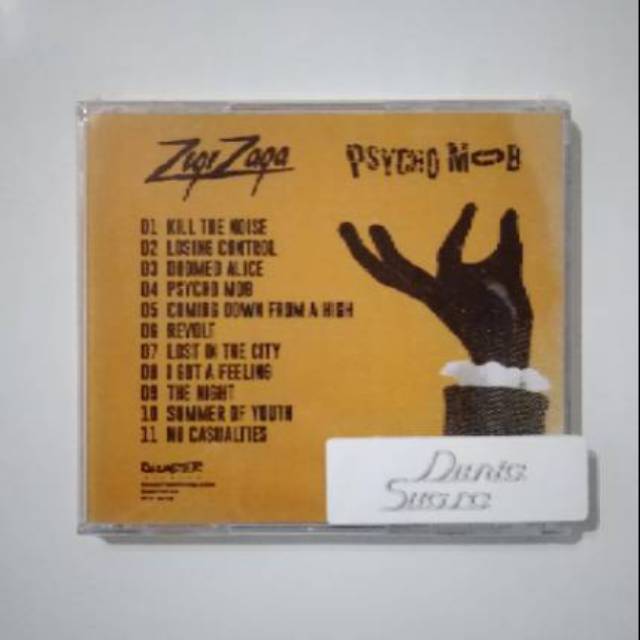 Zigi Zaga
PSYCHO MOB
01 KILL THE NOISE
02 LOSING CONTROL
03 DOOMED ALICE
04 PSYCHO MOB
05 COMING DOWN FROM A HIGH
06 REVOLT
07 LOST IN THE CITY
08 I GOT A FEELING
09 THE NIGHT
10 SUMMER OF YOUTH
11 NO CASUALTIES
Dunia
Suara